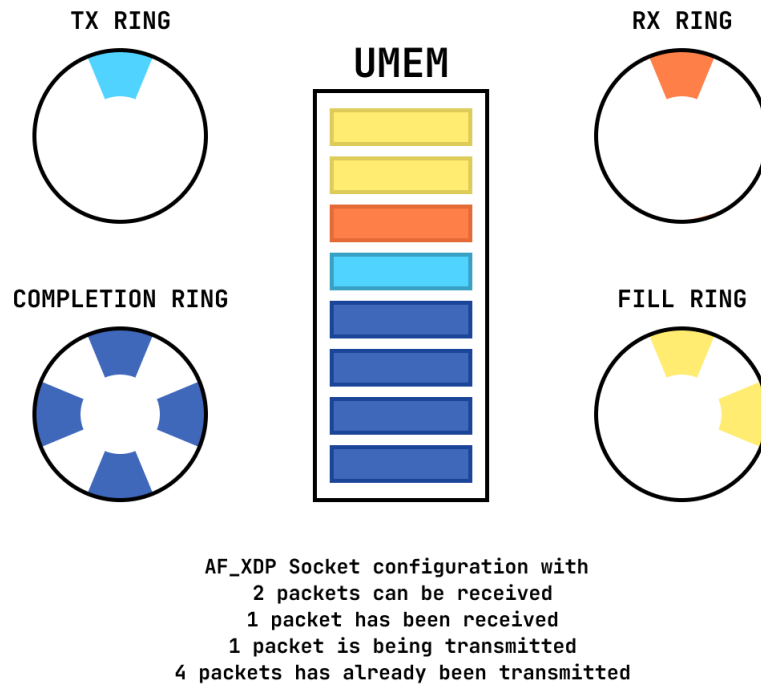 TX RING
RX RING
UMEM
COMPLETION RING
FILL RING
AF_XDP Socket configuration with
2 packets can be received
1 packet has been received
1 packet is being transmitted
4 packets has already been transmitted